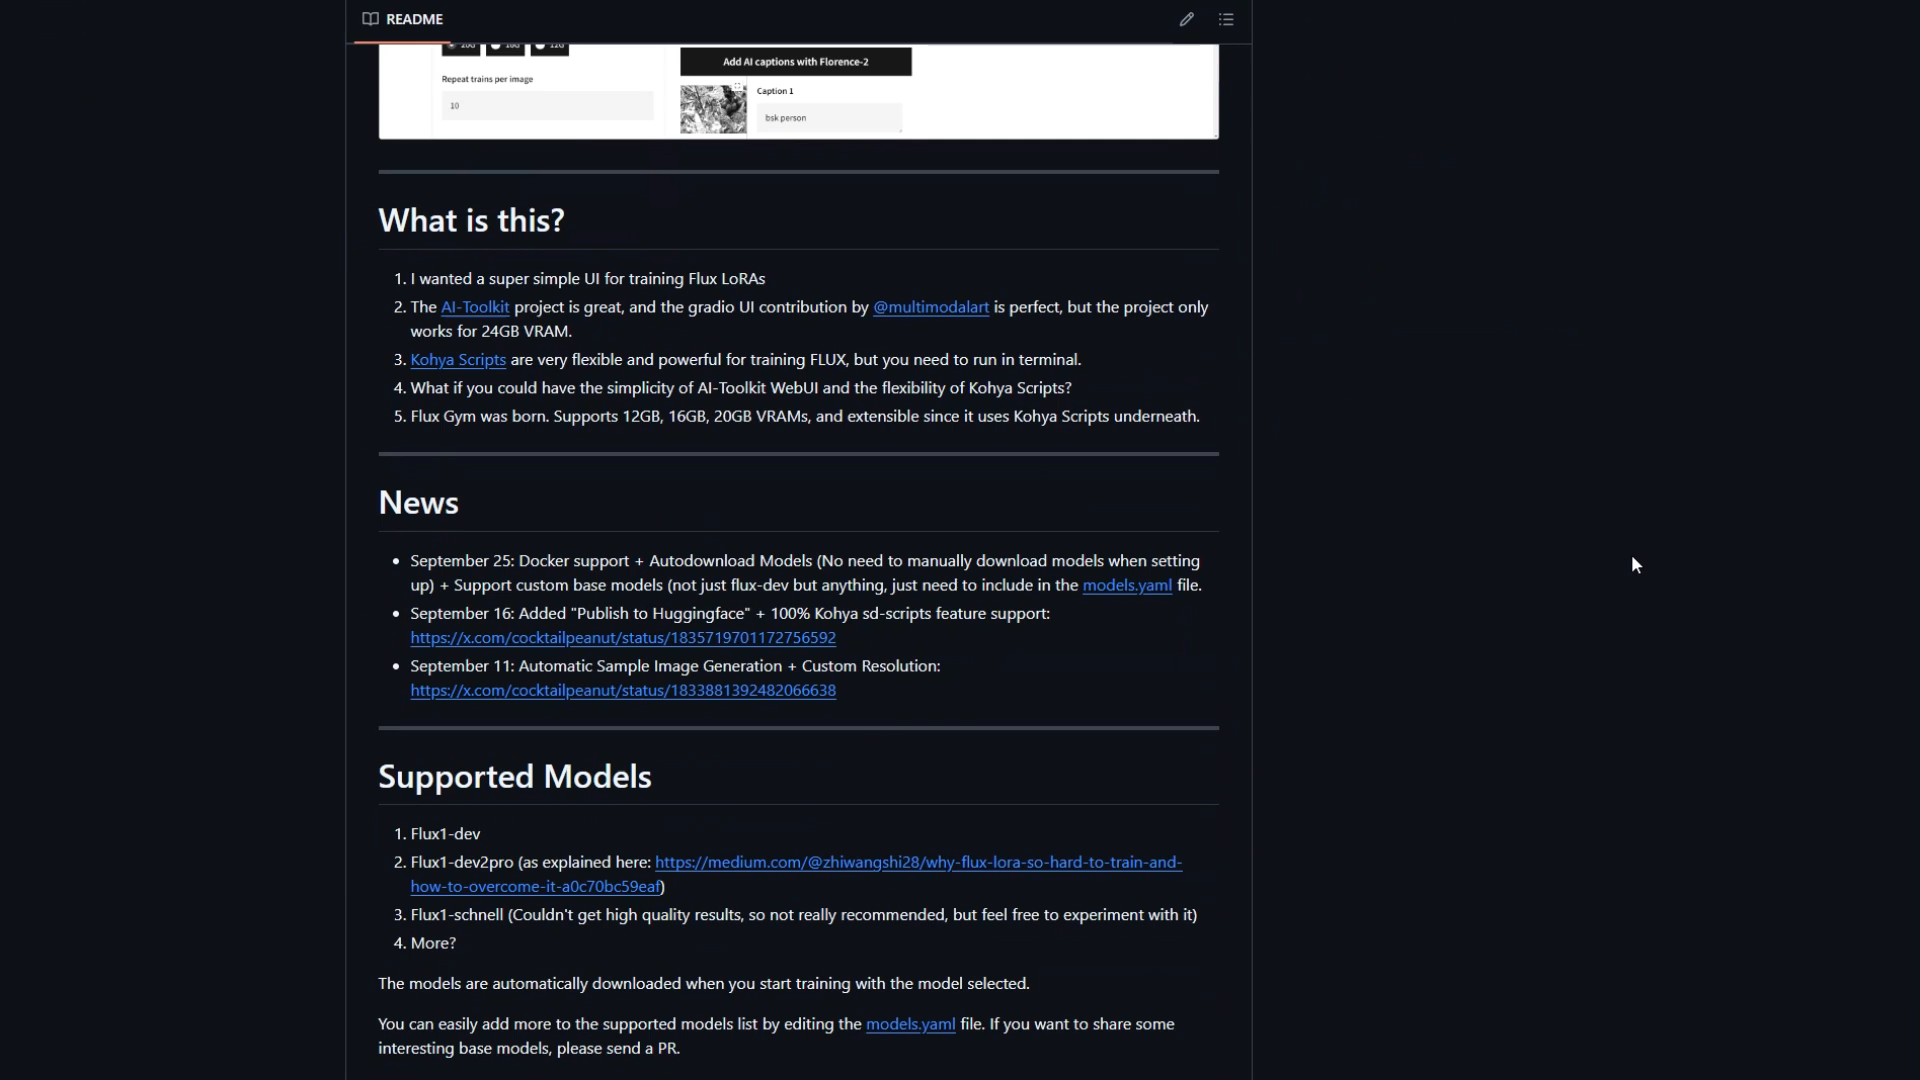 README
20G 16G 12G
Add AI captions with Florence-2
Repeat trains per image
Caption 1
10
bsk person
What is this?
1. I wanted a super simple UI for training Flux LoRAs
2. The AI-Toolkit project is great, and the gradio UI contribution by @multimodalart is perfect, but the project only
works for 24GB VRAM.
3. Kohya Scripts are very flexible and powerful for training FLUX, but you need to run in terminal.
4. What if you could have the simplicity of AI-Toolkit WebUI and the flexibility of Kohya Scripts?
5. Flux Gym was born. Supports 12GB, 16GB, 20GB VRAMs, and extensible since it uses Kohya Scripts underneath.
News
• September 25: Docker support + Autodownload Models (No need to manually download models when setting
up) + Support custom base models (not just flux-dev but anything, just need to include in the models.yaml file.
• September 16: Added "Publish to Huggingface" + 100% Kohya sd-scripts feature support:
https://x.com/cocktailpeanut/status/1835719701172756592
• September 11: Automatic Sample Image Generation + Custom Resolution:
https://x.com/cocktailpeanut/status/1833881392482066638
Supported Models
1. Flux1-dev
2. Flux1-dev2pro (as explained here: https://medium.com/@zhiwangshi28/why-flux-lora-so-hard-to-train-and-
how-to-overcome-it-a0c70bc59eaf)
3. Flux1-schnell (Couldn't get high quality results, so not really recommended, but feel free to experiment with it)
4. More?
The models are automatically downloaded when you start training with the model selected.
You can easily add more to the supported models list by editing the models.yaml file. If you want to share some
interesting base models, please send a PR.